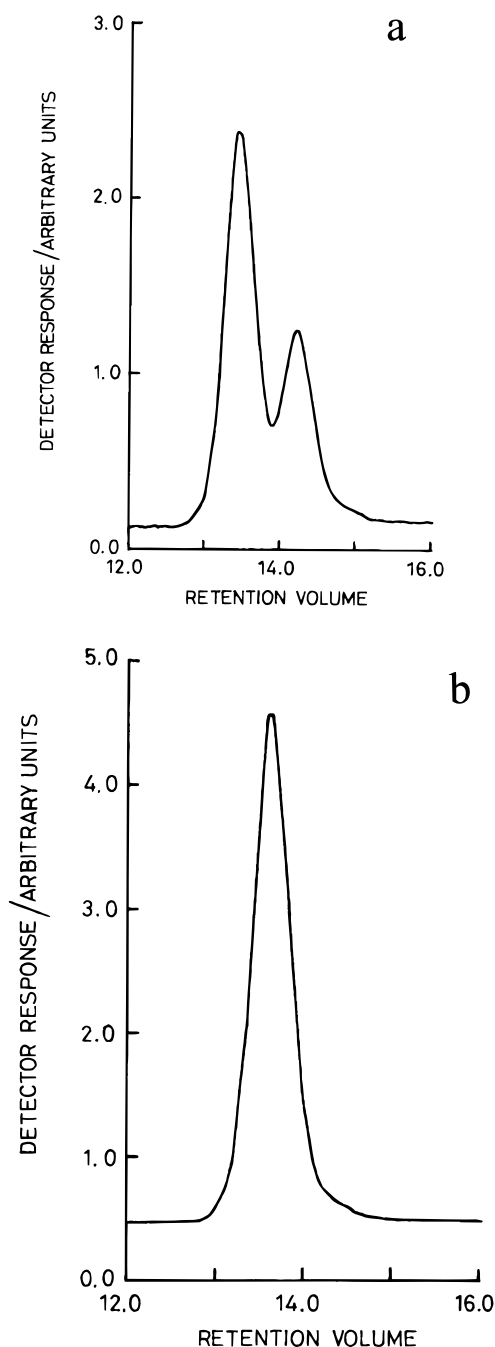 a
3.0
2.0
1.0
0.0
DETECTOR RESPONSE/ARBITRARY UNITS
12.0 14.0 16.0
RETENTION VOLUME
b
5.0
4.0
3.0
2.0
1.0
0.0
DETECTOR RESPONSE/ARBITRARY UNITS
12.0 14.0 16.0
RETENTION VOLUME